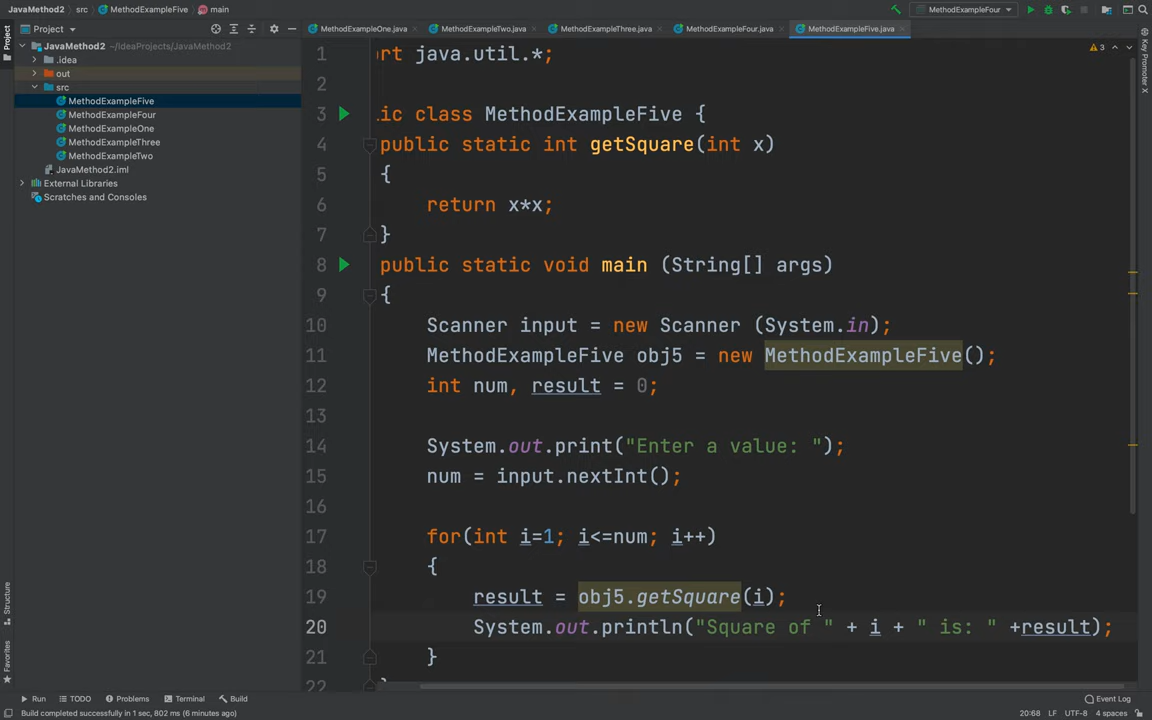 JavaMethod2 › src › MethodExampleFive › main
MethodExampleFour
Project
MethodExampleOne.java
MethodExampleTwo.java
MethodExampleThree.java
MethodExampleFour.java
MethodExampleFive.java
Project
JavaMethod2 ~/IdeaProjects/JavaMethod2
.idea
out
src
MethodExampleFive
MethodExampleFour
MethodExampleOne
MethodExampleThree
MethodExampleTwo
JavaMethod2.iml
External Libraries
Scratches and Consoles
3
Key Promoter X
1 rt java.util.*;
2
3 ic class MethodExampleFive {
4 public static int getSquare(int x)
5 {
6 return x*x;
7 }
8 public static void main (String[] args)
9 {
10 Scanner input = new Scanner (System.in);
11 MethodExampleFive obj5 = new MethodExampleFive();
12 int num, result = 0;
13
14 System.out.print("Enter a value: ");
15 num = input.nextInt();
16
17 for(int i=1; i<=num; i++)
18 {
19 result = obj5.getSquare(i);
20 System.out.println("Square of " + i + " is: " +result);
21 }
22
Structure
Favorites
Run TODO Problems Terminal Build Event Log
Build completed successfully in 1 sec, 802 ms (6 minutes ago) 20:68 LF UTF-8 4 spaces